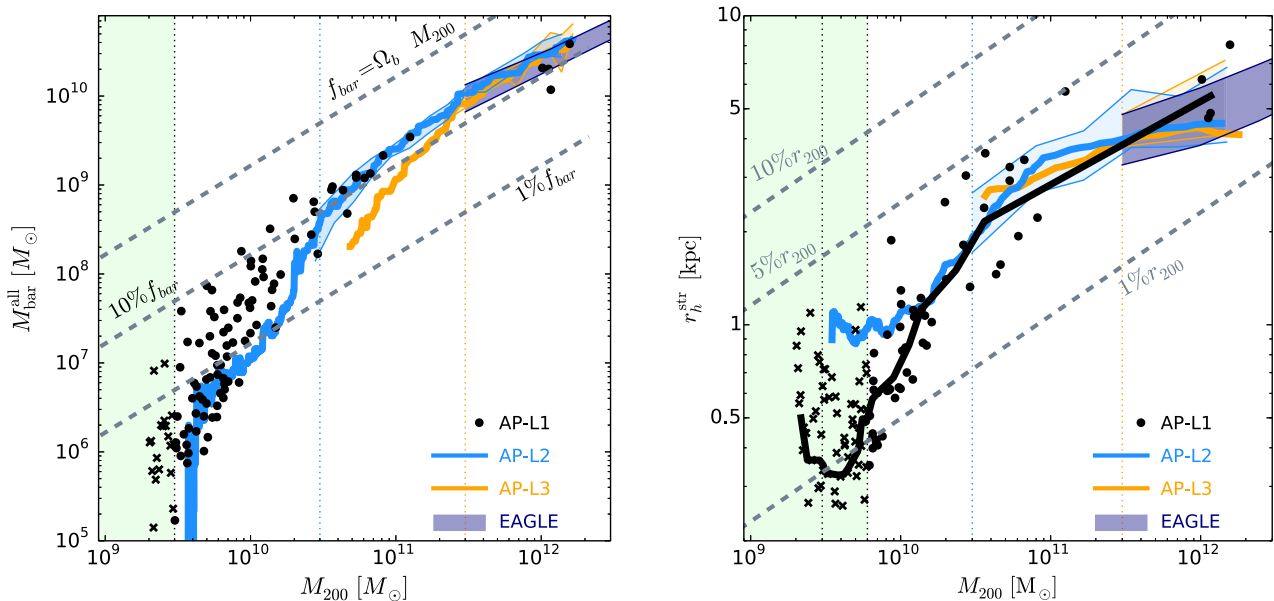 f_bar = Ω_b M_200
10% f_bar
1% f_bar
10^10
10^9
10^8
10^7
10^6
10^5
M_bar^all [M_⊙]
AP-L1
AP-L2
AP-L3
EAGLE
10^9 10^10 10^11 10^12
M_200 [M_⊙]
10
5
1
0.5
r_h^str [kpc]
10% r_200
5% r_200
1% r_200
AP-L1
AP-L2
AP-L3
EAGLE
10^9 10^10 10^11 10^12
M_200 [M_⊙]